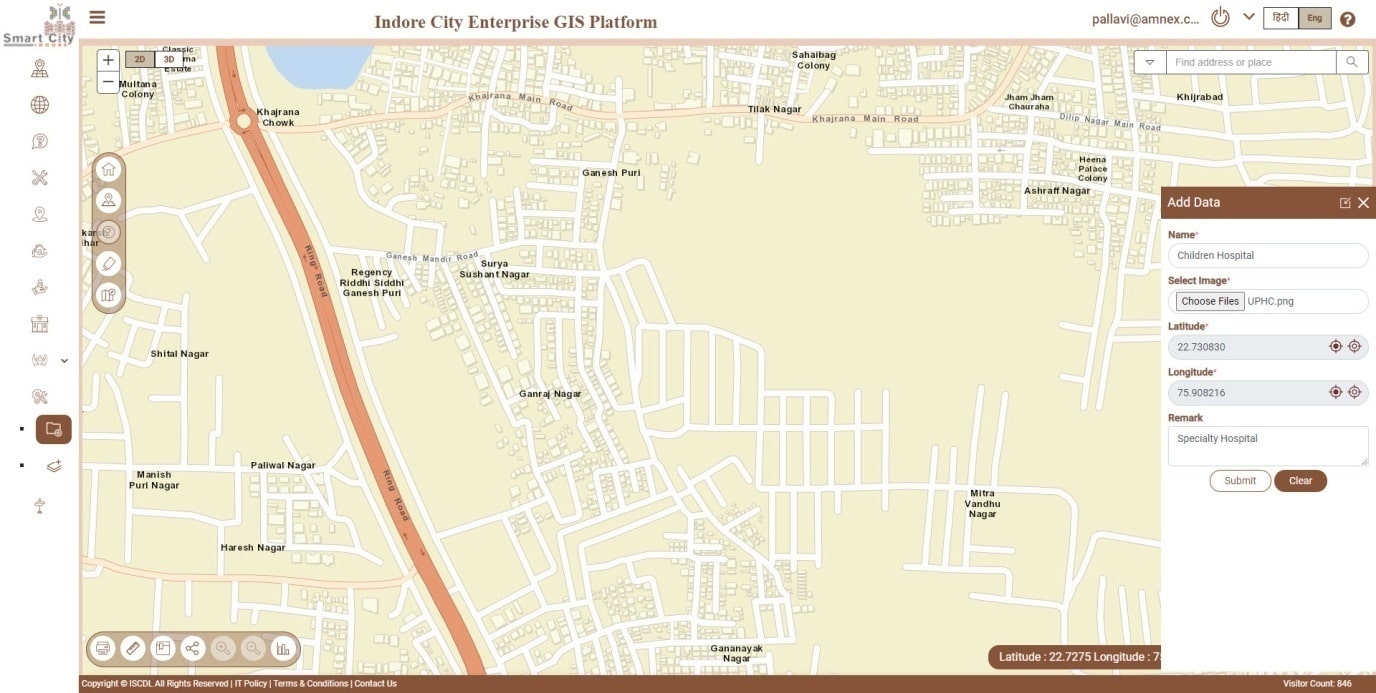 Smart City
INDORE
Indore City Enterprise GIS Platform
pallavi@amnex.c...
हिंदी
Eng
?
+
−
2D
3D
Classic
Estate
Multana
Colony
Khajrana
Chowk
Khajrana Main Road
Sahaibag
Colony
Tilak Nagar
Khajrana Main Road
Find address or place
Jham Jham
Chauraha
Khijrabad
Dilip Nagar Main Road
Heena
Palace
Colony
Ashraff Nagar
Ganesh Puri
Ring Road
Ganesh Mandir Road
Surya
Sushant Nagar
Regency
Riddhi Siddhi
Ganesh Puri
Shital Nagar
Ganraj Nagar
Paliwal Nagar
Manish
Puri Nagar
Ring Road
Haresh Nagar
Mitra
Vandhu
Nagar
Gananayak
Nagar
Add Data
Name*
Children Hospital
Select Image*
Choose Files UPHC.png
Latitude*
22.730830
Longitude*
75.908216
Remark
Specialty Hospital
Submit
Clear
Latitude : 22.7275 Longitude : 7
Copyright © ISCDL All Rights Reserved | IT Policy | Terms & Conditions | Contact Us
Visitor Count: 846